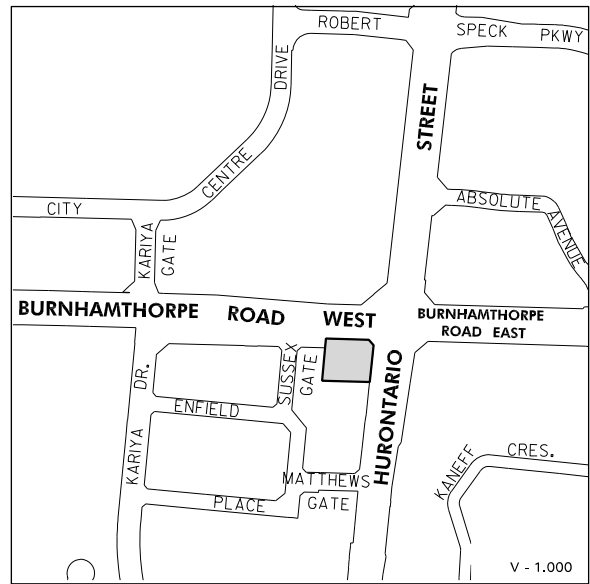 ROBERT SPECK PKWY
DRIVE
STREET
CENTRE
ABSOLUTE
AVENUE
CITY
KARIYA
GATE
BURNHAMTHORPE ROAD WEST
BURNHAMTHORPE
ROAD EAST
SUSSEX
GATE
DR.
HURONTARIO
ENFIELD
KARIYA
CRES.
KANEFF
MATTHEWS
GATE
PLACE
V - 1.000